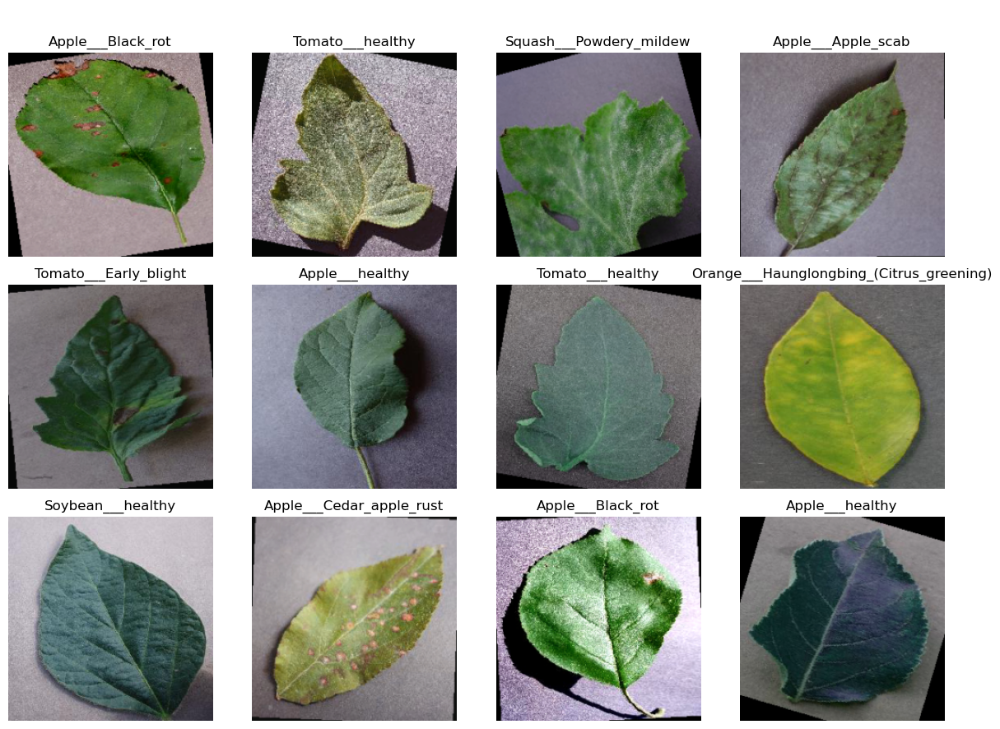 Apple___Black_rot
Tomato___healthy
Squash___Powdery_mildew
Apple___Apple_scab
Tomato___Early_blight
Apple___healthy
Tomato___healthy
Orange___Haunglongbing_(Citrus_greening)
Soybean___healthy
Apple___Cedar_apple_rust
Apple___Black_rot
Apple___healthy